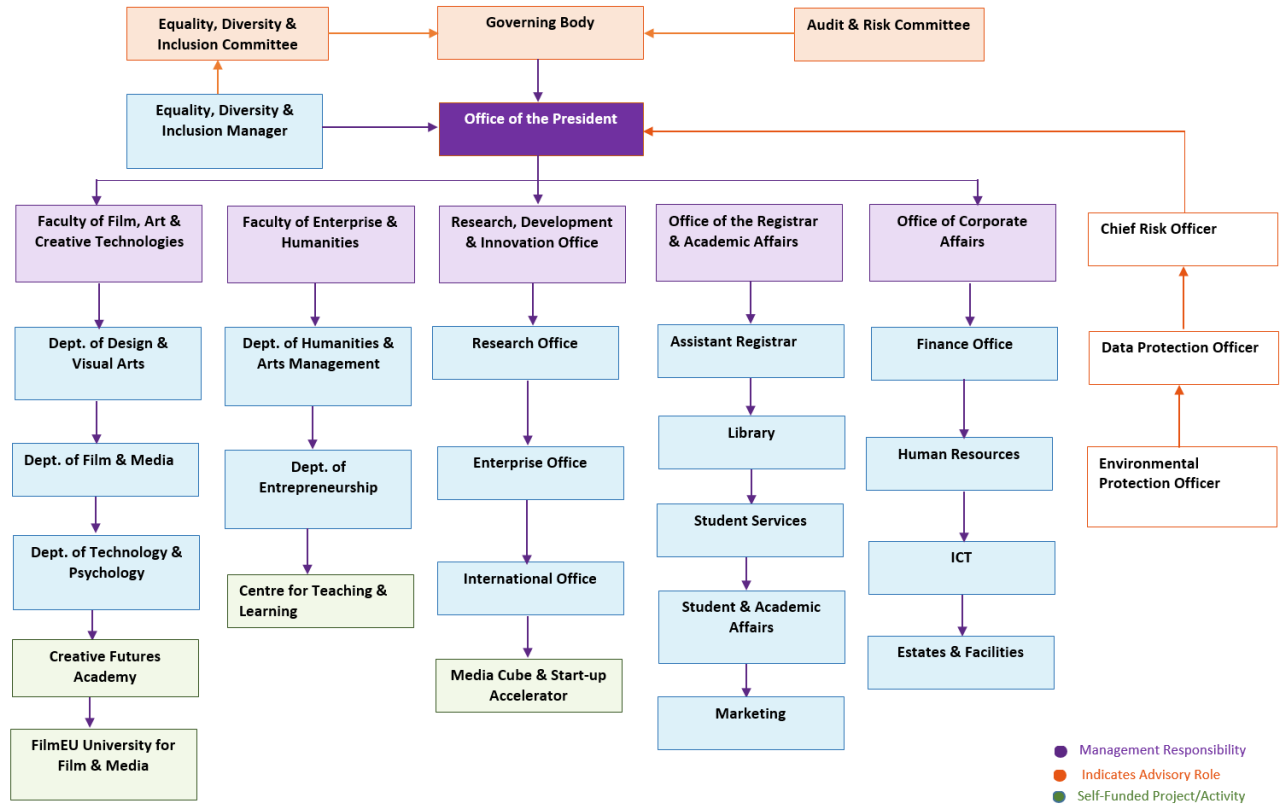 Equality, Diversity &
Inclusion Committee
Governing Body
Audit & Risk Committee
Equality, Diversity &
Inclusion Manager
Office of the President
Faculty of Film, Art &
Creative Technologies
Faculty of Enterprise &
Humanities
Research, Development
& Innovation Office
Office of the Registrar
& Academic Affairs
Office of Corporate
Affairs
Chief Risk Officer
Dept. of Design &
Visual Arts
Dept. of Humanities &
Arts Management
Research Office
Assistant Registrar
Finance Office
Data Protection Officer
Dept. of Film & Media
Dept. of
Entrepreneurship
Enterprise Office
Library
Human Resources
Environmental
Protection Officer
Dept. of Technology &
Psychology
Centre for Teaching &
Learning
International Office
Student Services
ICT
Creative Futures
Academy
Media Cube & Start-up
Accelerator
Student & Academic
Affairs
Estates & Facilities
FilmEU University for
Film & Media
Marketing
Management Responsibility
Indicates Advisory Role
Self-Funded Project/Activity